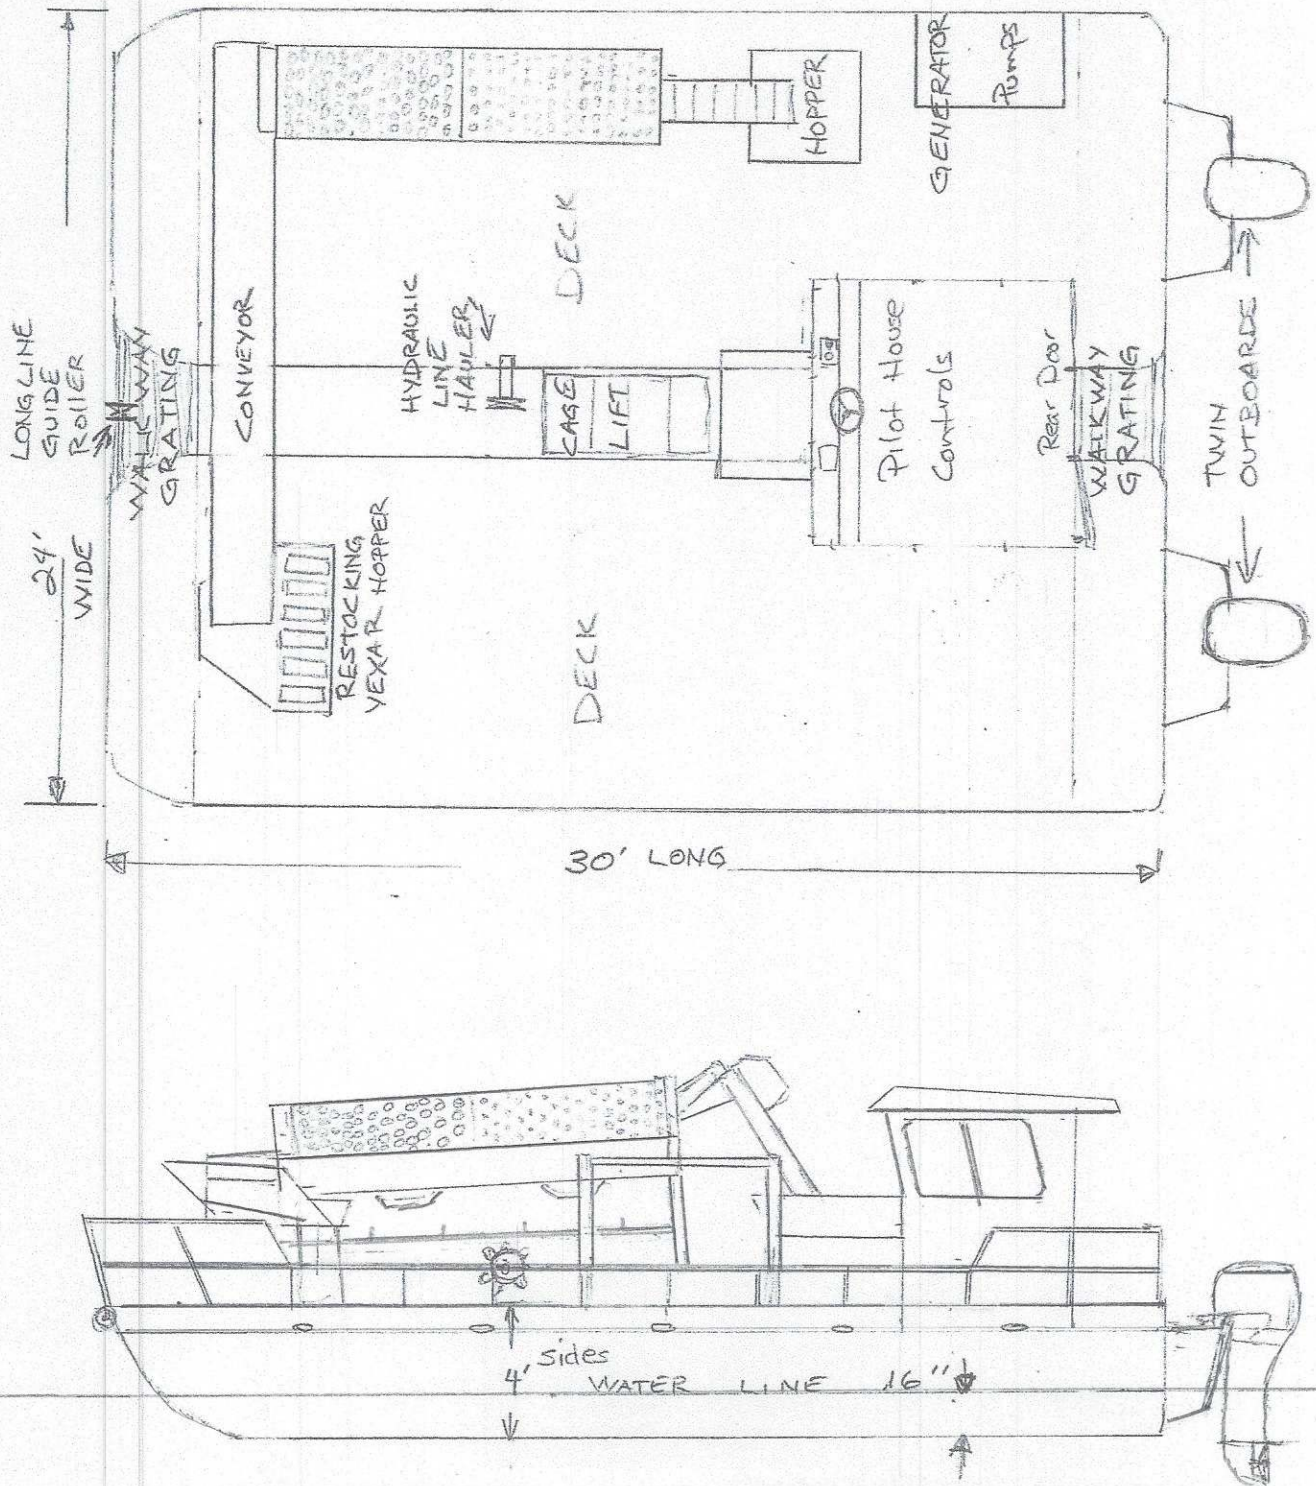 LONGLINE
GUIDE
ROLLER
24'
WIDE
WALKWAY
GRATING
CONVEYOR
HYDRAULIC
LINE
HAULER
DECK
HOPPER
GENERATOR
Pumps
CAGE
LIFT
Pilot House
Controls
Rear Door
WALKWAY
GRATING
TWIN
OUTBOARDE
RESTOCKING
VEXAR HOPPER
DECK
30' LONG
4' sides
WATER LINE 16"